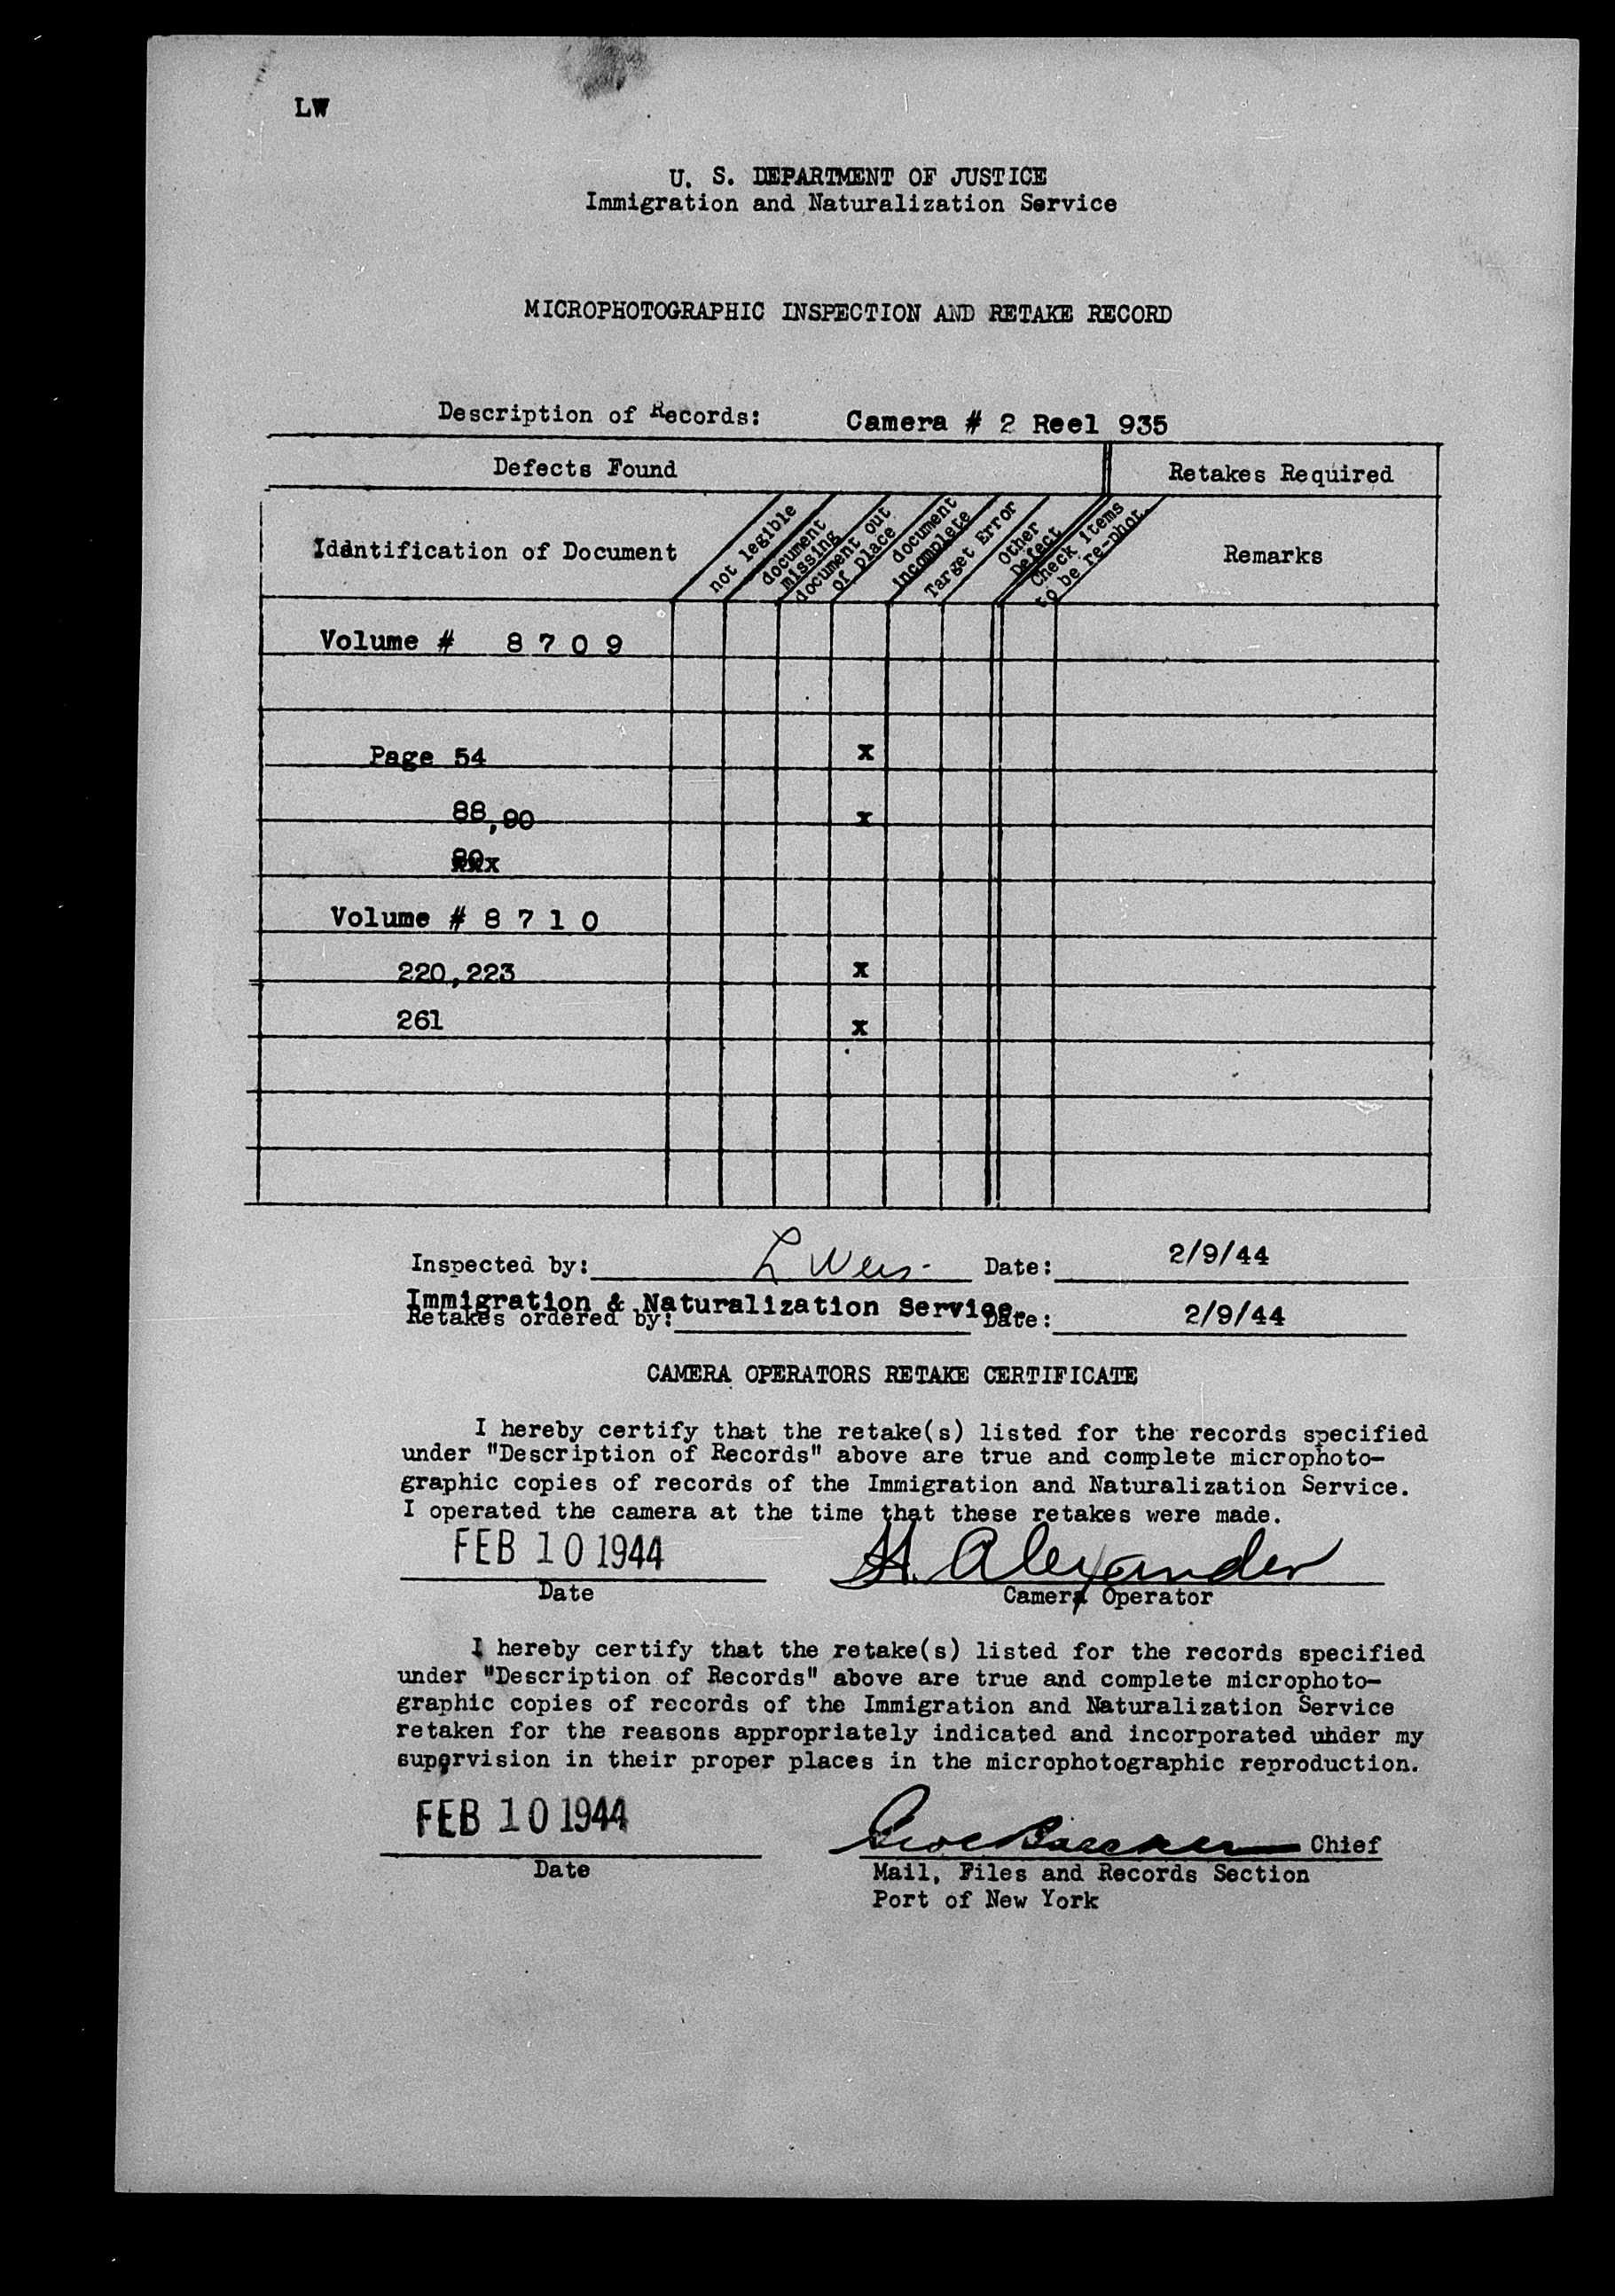 LW
U. S. DEPARTMENT OF JUSTICE
Immigration and Naturalization Service
MICROPHOTOGRAPHIC INSPECTION AND RETAKE RECORD
Description of Records: Camera # 2 Reel 935
Defects Found Retakes Required
Identification of Document
not legible
document
missing
document out
of place
document
incomplete
Target Error
Other
Defect
Check items
to be re-phot.
Remarks
Volume # 8 7 0 9
Page 54 x
88,90 x
Volume # 8 7 1 0
220,223 x
261 x
Inspected by: L Weis Date: 2/9/44
Immigration & Naturalization Service.
Retakes ordered by: Date: 2/9/44
CAMERA OPERATORS RETAKE CERTIFICATE
I hereby certify that the retake(s) listed for the records specified
under "Description of Records" above are true and complete microphoto-
graphic copies of records of the Immigration and Naturalization Service.
I operated the camera at the time that these retakes were made.
FEB 10 1944 H. Alexander
Date Camera Operator
I hereby certify that the retake(s) listed for the records specified
under "Description of Records" above are true and complete microphoto-
graphic copies of records of the Immigration and Naturalization Service
retaken for the reasons appropriately indicated and incorporated under my
supervision in their proper places in the microphotographic reproduction.
FEB 10 1944 Chief
Date Mail, Files and Records Section
Port of New York